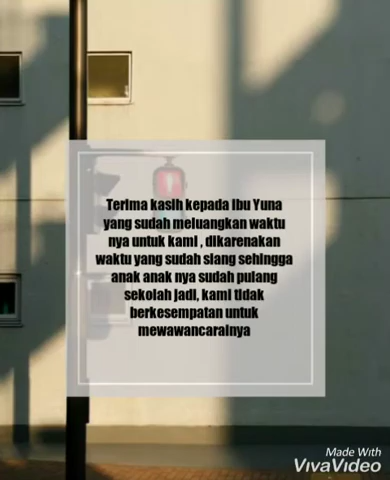 Terima kasih kepada Ibu Yuna
yang sudah meluangkan waktu
nya untuk kami , dikarenakan
waktu yang sudah siang sehingga
anak anak nya sudah pulang
sekolah jadi, kami tidak
berkesempatan untuk
mewawancarainya
Made With
VivaVideo